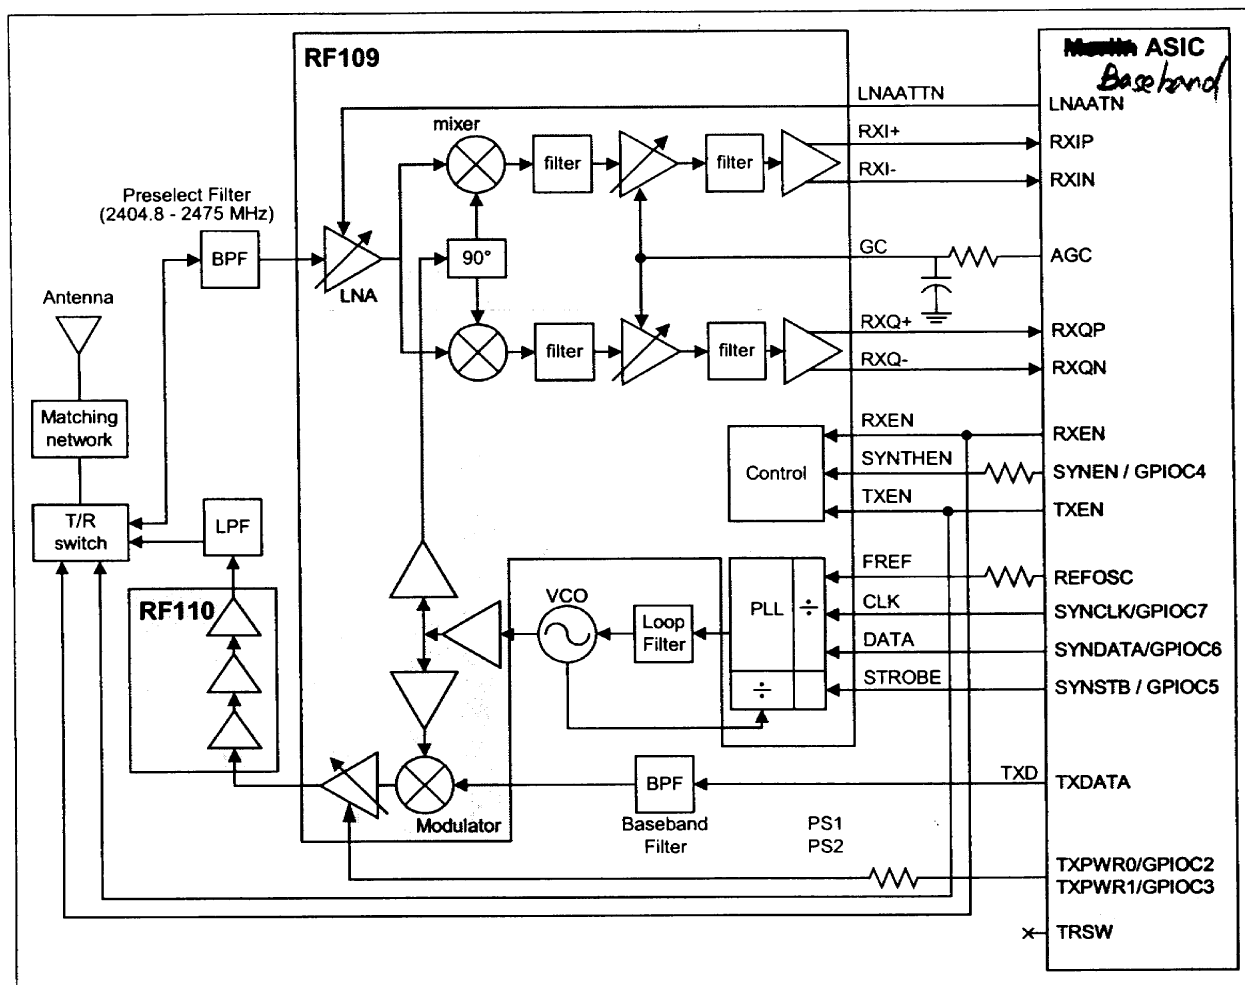 RF109
ASIC
Baseband
LNAATTN
LNAATN
mixer
RXI+
RXIP
filter
filter
RXI-
RXIN
Preselect Filter
(2404.8 - 2475 MHz)
BPF
90°
GC
AGC
LNA
Antenna
RXQ+
RXQP
filter
filter
RXQ-
RXQN
Matching
network
RXEN
RXEN
Control
SYNTHEN
SYNEN / GPIOC4
TXEN
TXEN
T/R
switch
LPF
FREF
REFOSC
RF110
VCO
Loop
Filter
PLL
÷
CLK
SYNCLK/GPIOC7
DATA
SYNDATA/GPIOC6
÷
STROBE
SYNSTB / GPIOC5
TXD
TXDATA
BPF
Modulator
Baseband
Filter
PS1
PS2
TXPWR0/GPIOC2
TXPWR1/GPIOC3
TRSW